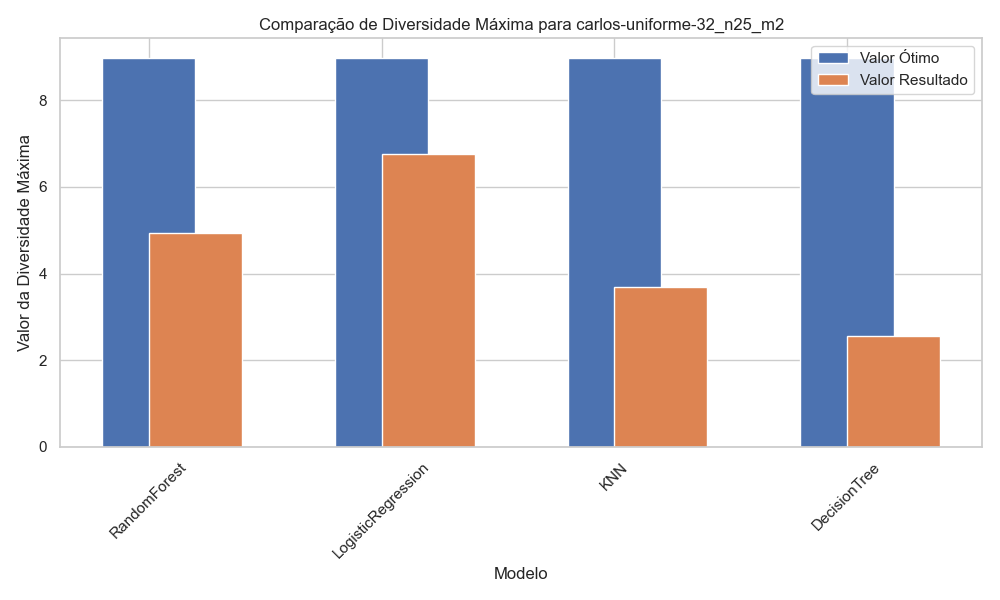 Comparação de Diversidade Máxima para carlos-uniforme-32_n25_m2
Valor Ótimo
Valor Resultado
Valor da Diversidade Máxima
8
6
4
2
0
RandomForest
LogisticRegression
KNN
DecisionTree
Modelo